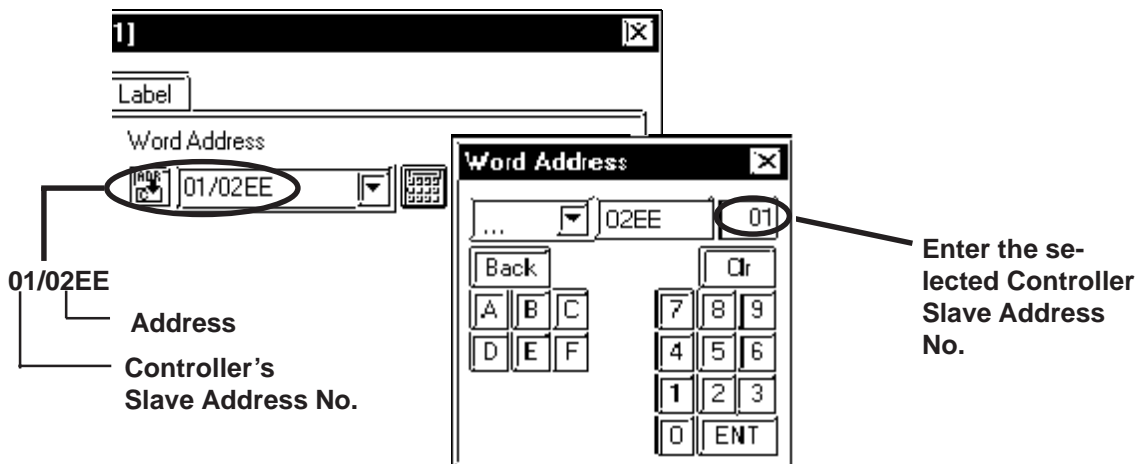 1]
Label
Word Address
ADR
01/02EE
Word Address
... 02EE 01
Back Clr
A B C 7 8 9
D E F 4 5 6
1 2 3
0 ENT
01/02EE
Address
Controller’s
Slave Address No.
Enter the se-
lected Controller
Slave Address
No.